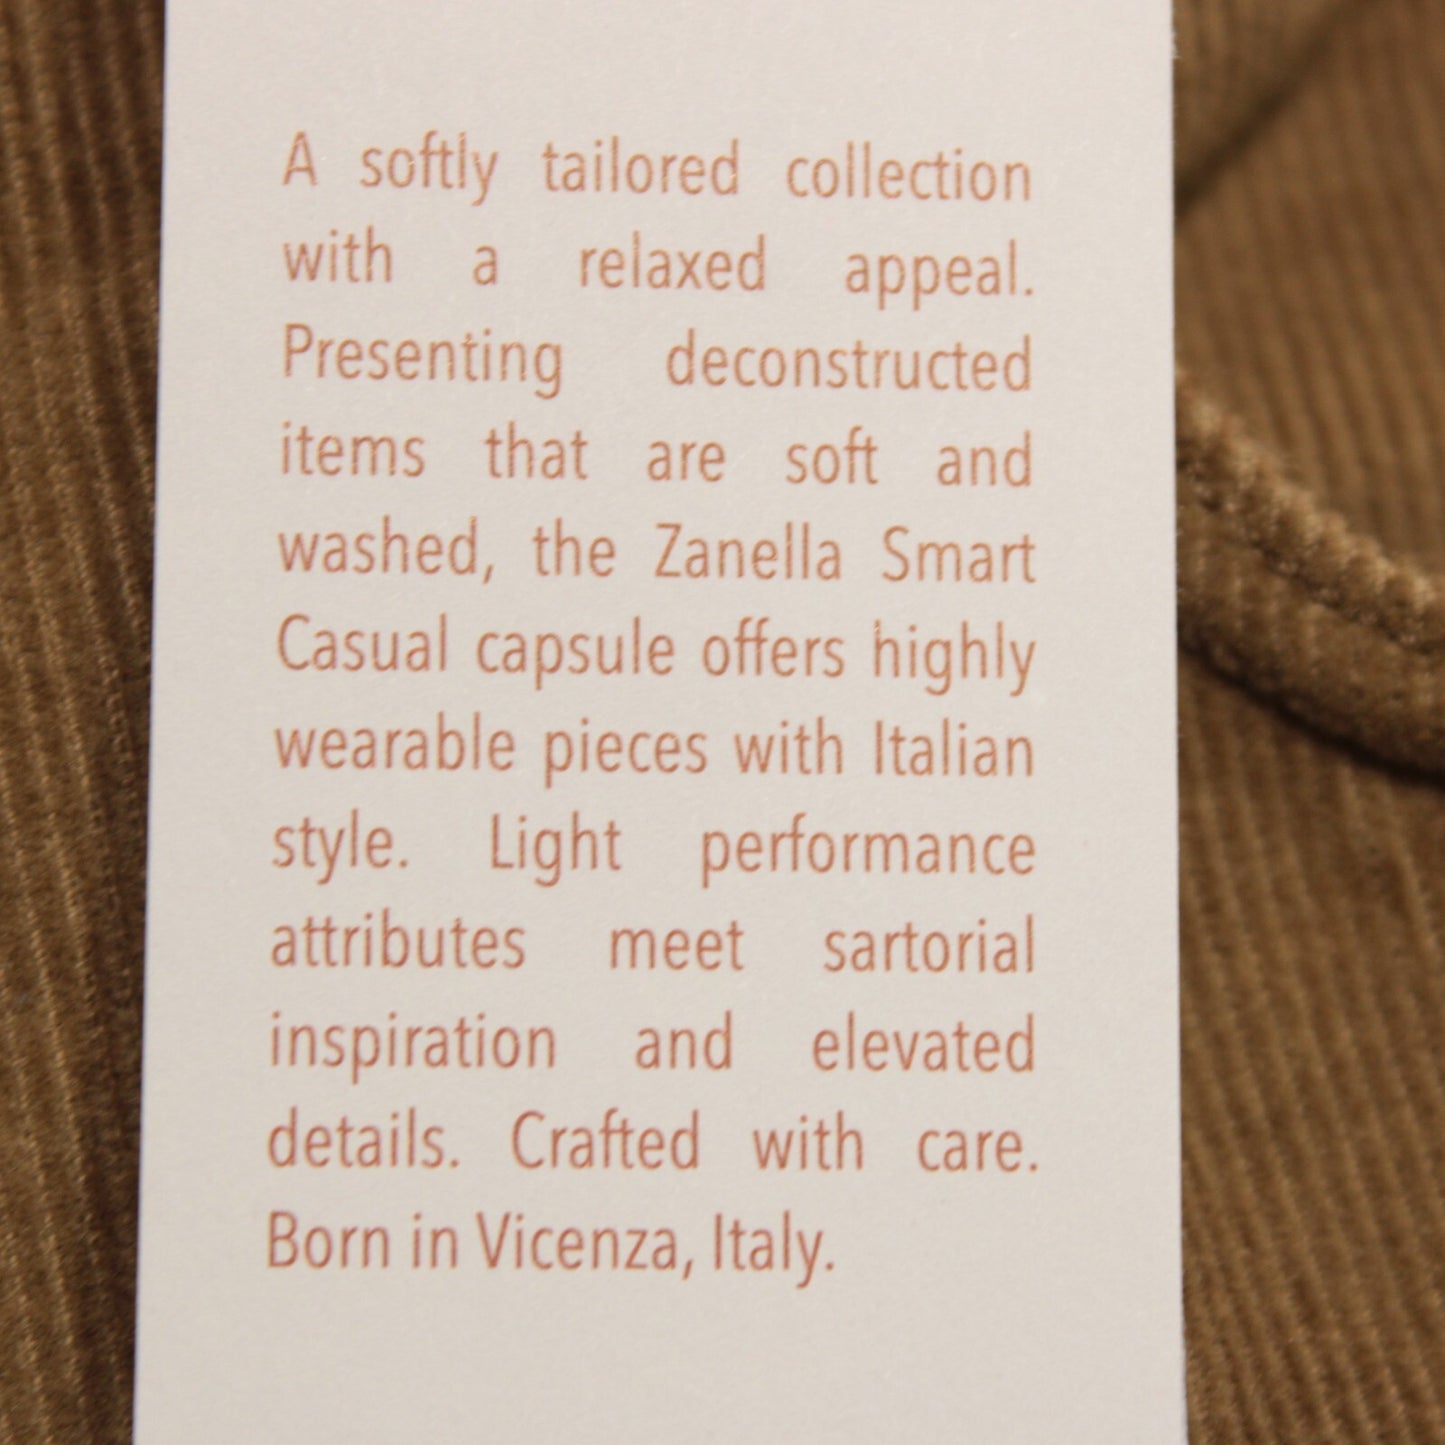 A softly tailored collection
with a relaxed appeal.
Presenting deconstructed
items that are soft and
washed, the Zanella Smart
Casual capsule offers highly
wearable pieces with Italian
style. Light performance
attributes meet sartorial
inspiration and elevated
details. Crafted with care.
Born in Vicenza, Italy.